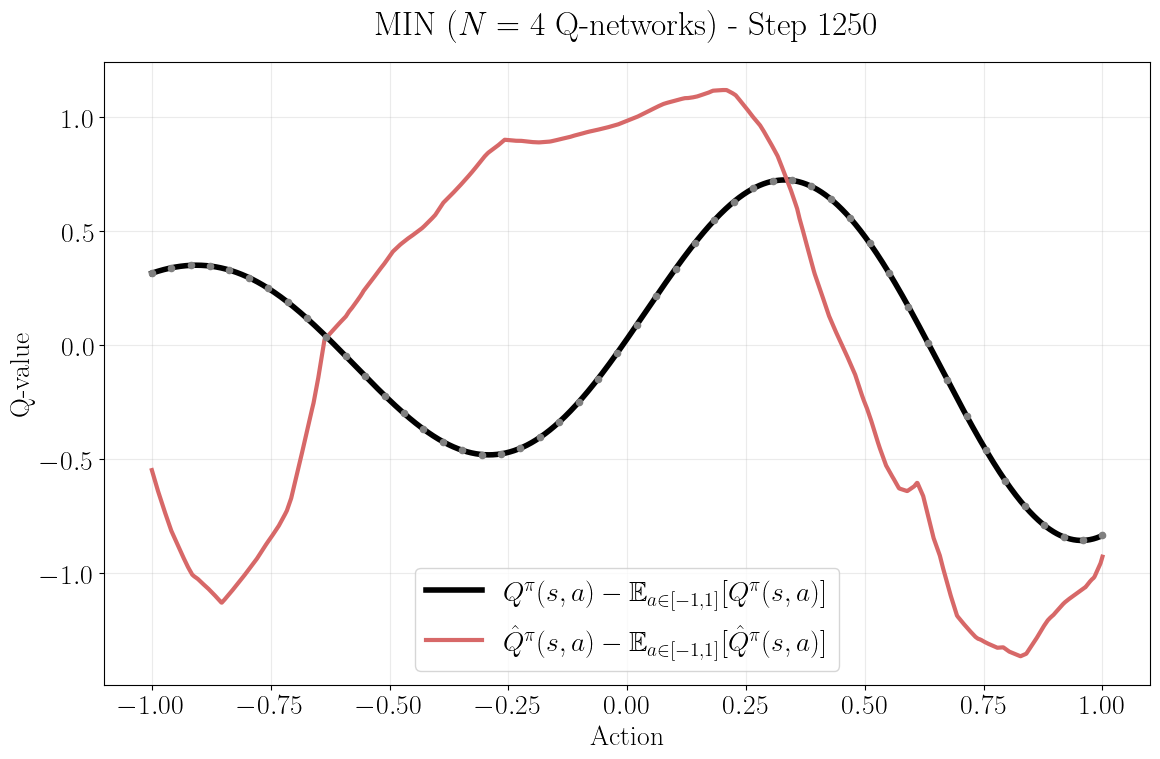 MIN (N = 4 Q-networks) - Step 1250
1.0
0.5
0.0
−0.5
−1.0
Q-value
Q^π(s, a) − 𝔼_{a∈[−1,1]}[Q^π(s, a)]
Q̂^π(s, a) − 𝔼_{a∈[−1,1]}[Q̂^π(s, a)]
−1.00 −0.75 −0.50 −0.25 0.00 0.25 0.50 0.75 1.00
Action